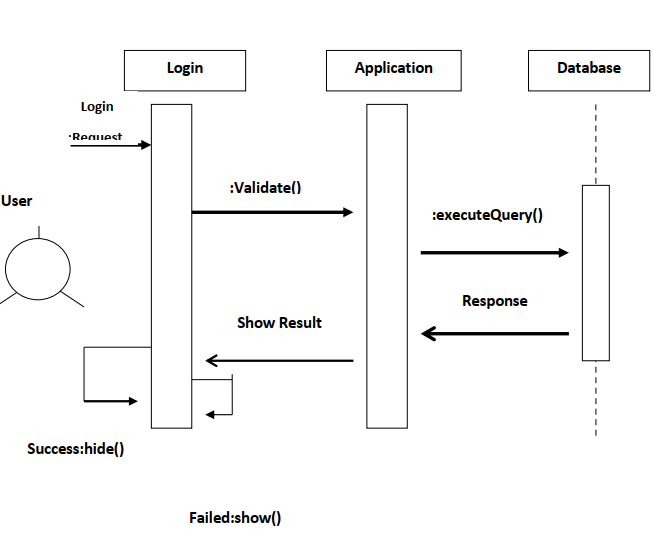 Login
Application
Database
Login
:Request
User
:Validate()
:executeQuery()
Response
Show Result
Success:hide()
Failed:show()